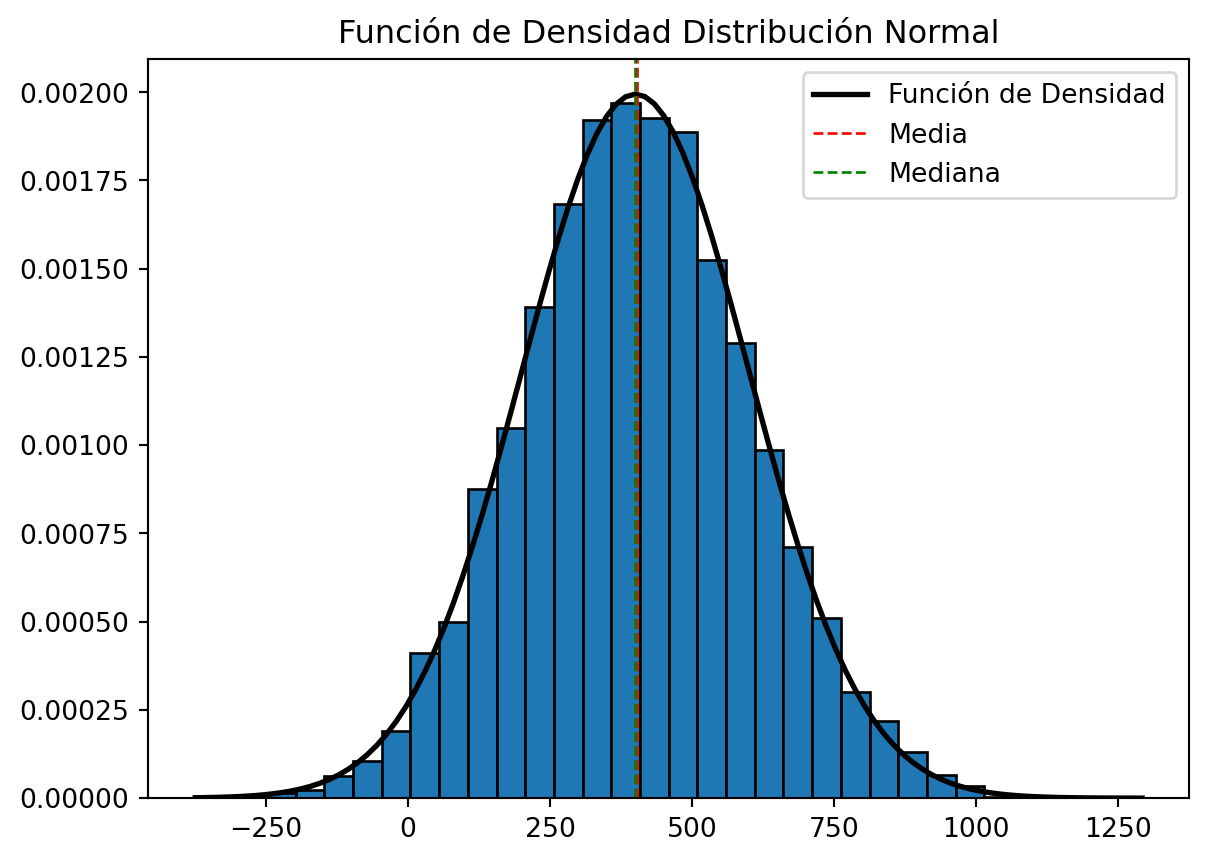 Función de Densidad Distribución Normal
Función de Densidad
Media
Mediana
0.00200
0.00175
0.00150
0.00125
0.00100
0.00075
0.00050
0.00025
0.00000
−250 0 250 500 750 1000 1250